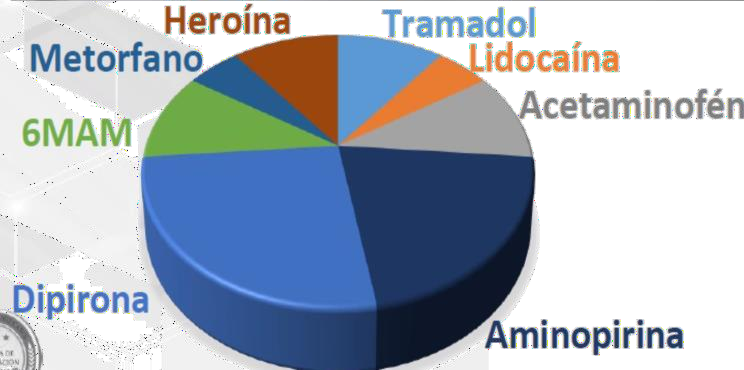 Heroína
Tramadol
Metorfano
Lidocaína
Acetaminofén
6MAM
Dipirona
Aminopirina